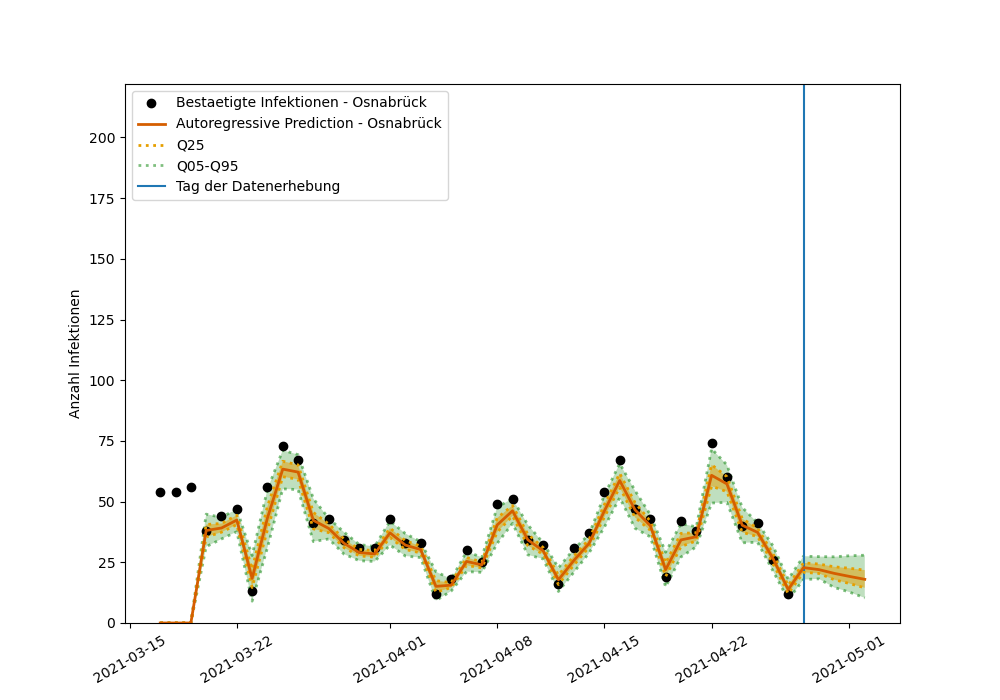 Bestaetigte Infektionen - Osnabrück
Autoregressive Prediction - Osnabrück
Q25
Q05-Q95
Tag der Datenerhebung
Anzahl Infektionen
200
175
150
125
100
75
50
25
0
2021-03-15
2021-03-22
2021-04-01
2021-04-08
2021-04-15
2021-04-22
2021-05-01